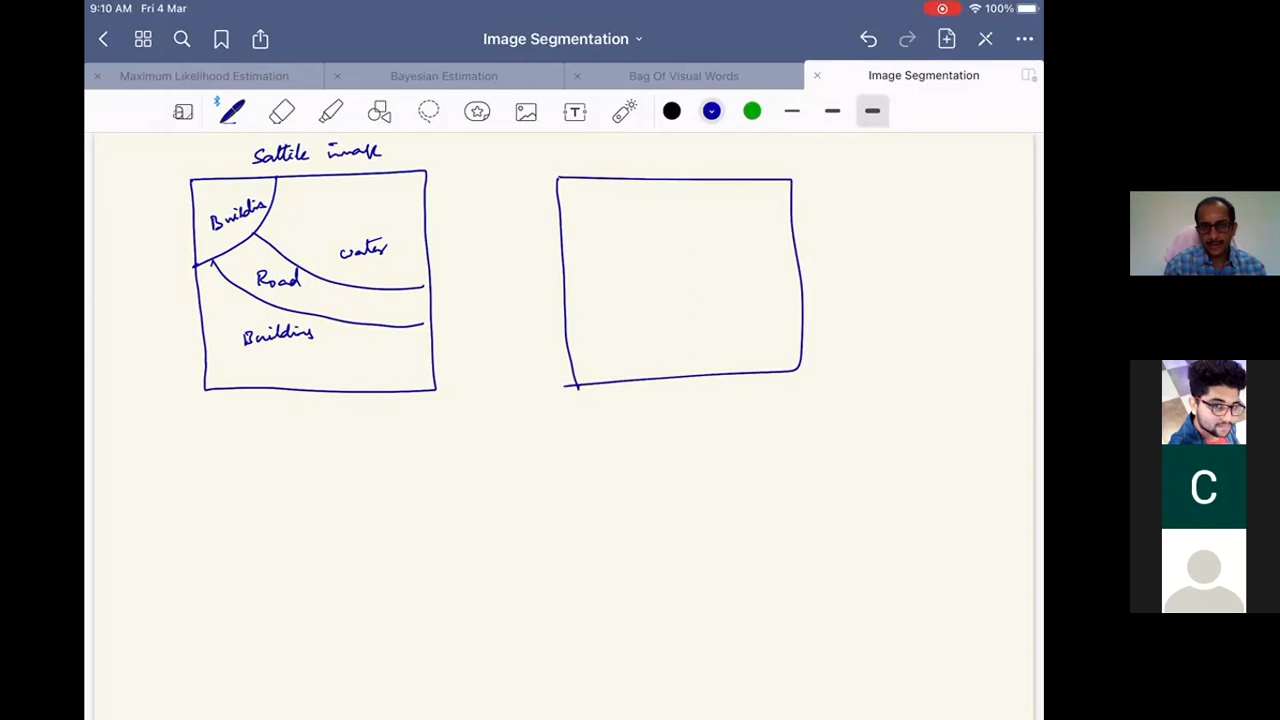 9:10 AM Fri 4 Mar 100%
Image Segmentation
Maximum Likelihood Estimation Bayesian Estimation Bag Of Visual Words Image Segmentation
T
Sattile image
Buildis
water
Road
Buildins
C